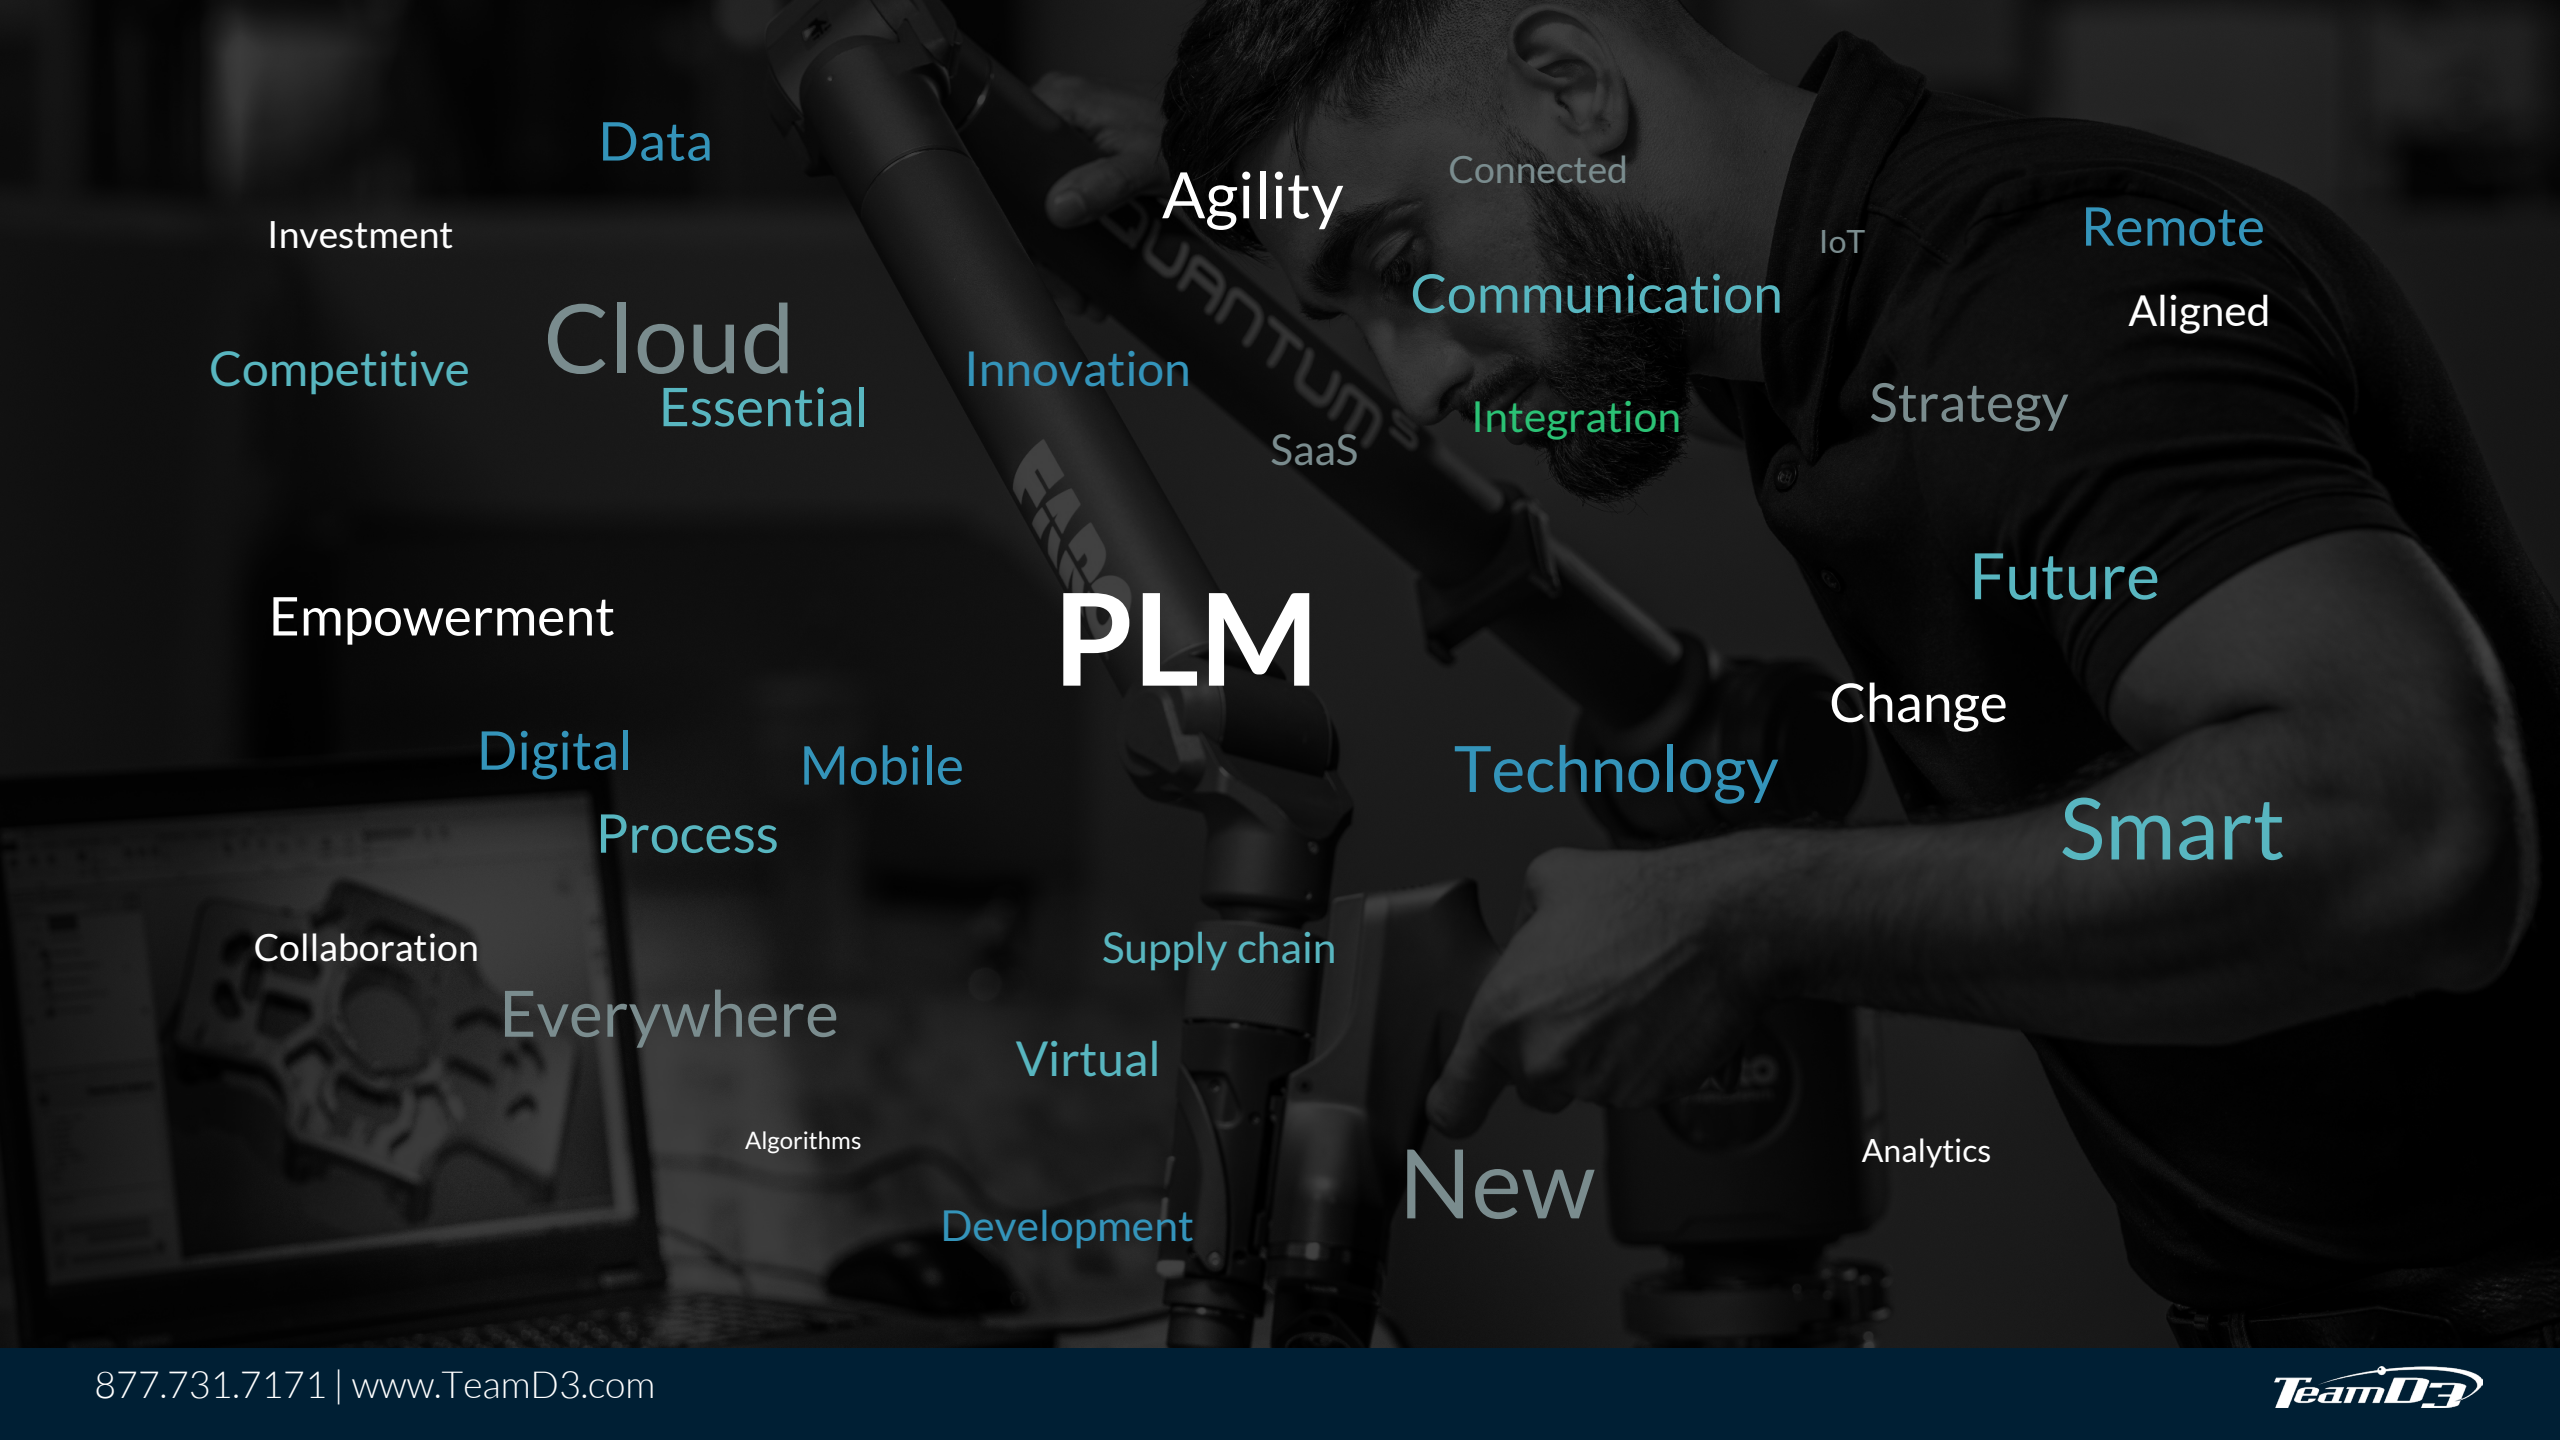 Data
Agility
Connected
Investment
IoT
Remote
Communication
Aligned
Cloud
Competitive
Innovation
Essential
Integration
Strategy
SaaS
QUANTUM S
FARO
Future
Empowerment
PLM
Change
Digital
Mobile
Technology
Process
Smart
Collaboration
Supply chain
Everywhere
Virtual
Algorithms
Analytics
New
Development
877.731.7171 | www.TeamD3.com
TeamD3